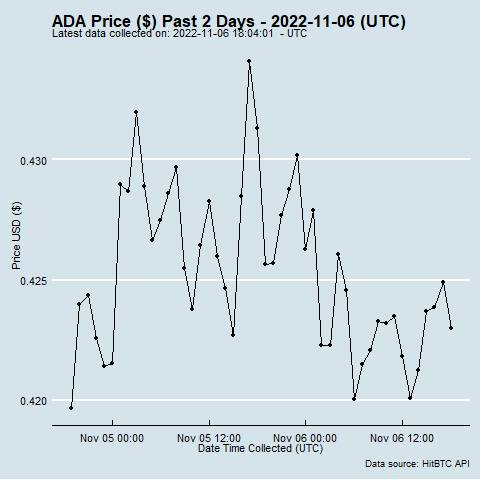 ADA Price ($) Past 2 Days - 2022-11-06 (UTC)
Latest data collected on: 2022-11-06 18:04:01 - UTC
Price USD ($)
0.430
0.425
0.420
Nov 05 00:00 Nov 05 12:00 Nov 06 00:00 Nov 06 12:00
Date Time Collected (UTC)
Data source: HitBTC API